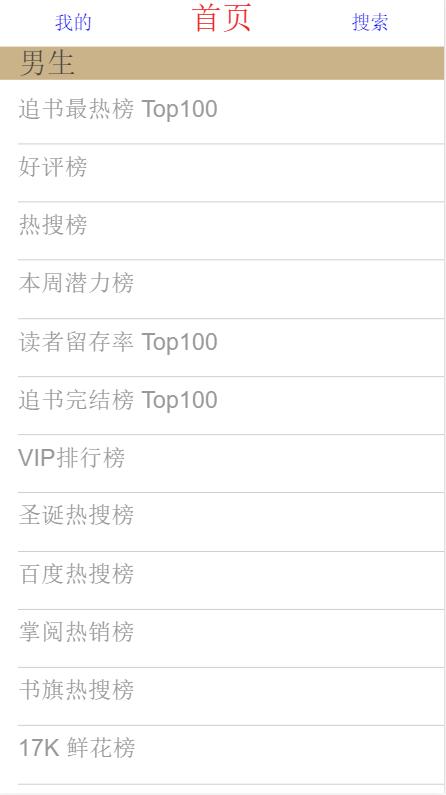 我的 首页 搜索
男生
追书最热榜 Top100
好评榜
热搜榜
本周潜力榜
读者留存率 Top100
追书完结榜 Top100
VIP排行榜
圣诞热搜榜
百度热搜榜
掌阅热销榜
书旗热搜榜
17K 鲜花榜